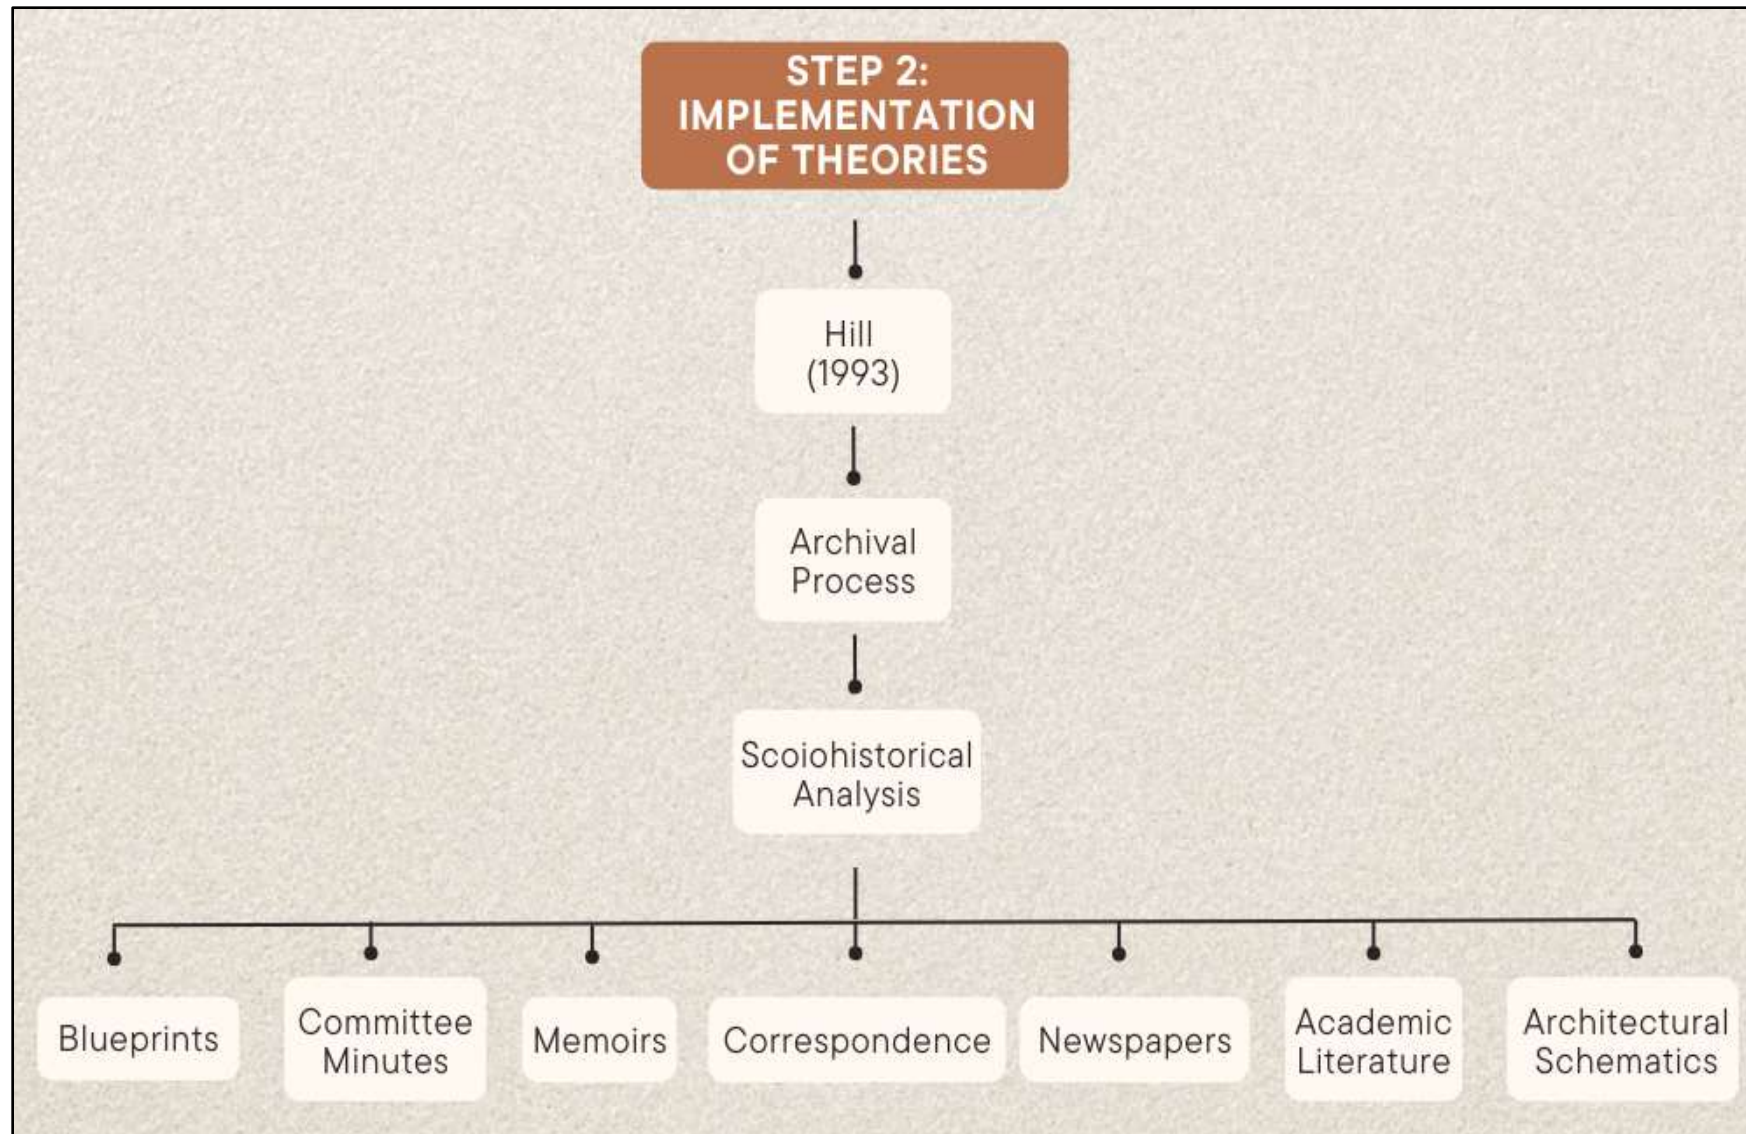 STEP 2:
IMPLEMENTATION
OF THEORIES
Hill
(1993)
Archival
Process
Scoiohistorical
Analysis
Blueprints
Committee
Minutes
Memoirs
Correspondence
Newspapers
Academic
Literature
Architectural
Schematics